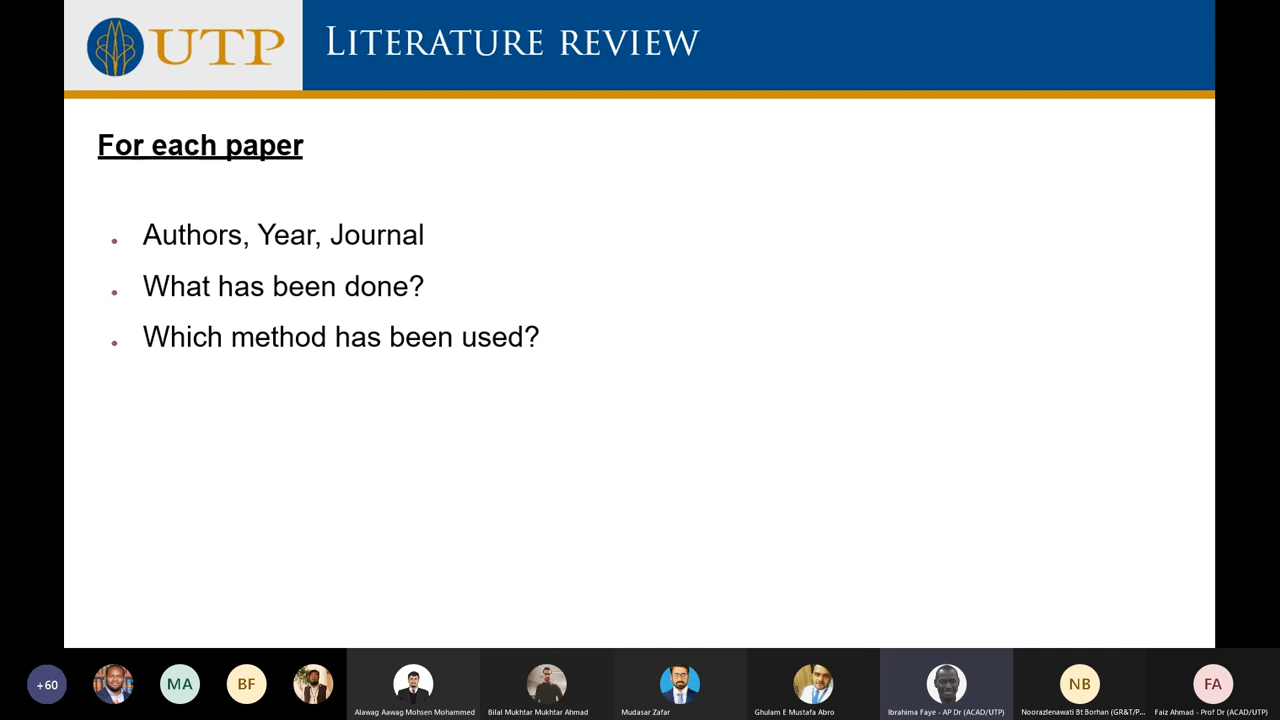 UTP
LITERATURE REVIEW
For each paper
• Authors, Year, Journal
• What has been done?
• Which method has been used?
+60
MA
BF
NB
FA
Alawag Aawag Mohsen Mohammed
Bilal Mukhtar Mukhtar Ahmad
Mudasar Zafar
Ghulam E Mustafa Abro
Ibrahima Faye - AP Dr (ACAD/UTP)
Noorazlenawati Bt Borhan (GR&T/P...
Faiz Ahmad - Prof Dr (ACAD/UTP)